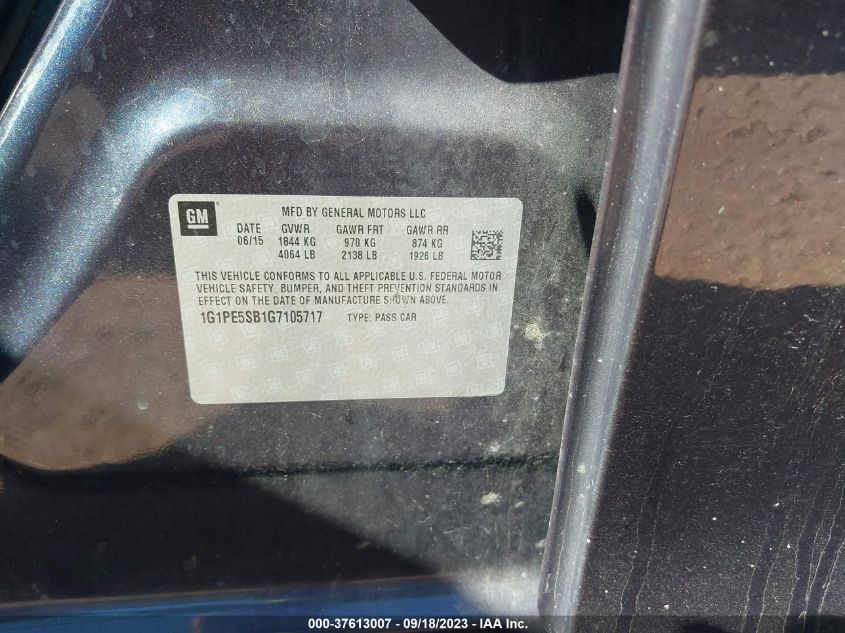 GM
MFD BY GENERAL MOTORS LLC
DATE GVWR GAWR FRT GAWR RR
06/15 1844 KG 970 KG 874 KG
4064 LB 2138 LB 1926 LB
THIS VEHICLE CONFORMS TO ALL APPLICABLE U.S. FEDERAL MOTOR
VEHICLE SAFETY, BUMPER, AND THEFT PREVENTION STANDARDS IN
EFFECT ON THE DATE OF MANUFACTURE SHOWN ABOVE.
1G1PE5SB1G7105717 TYPE: PASS CAR
000-37613007 - 09/18/2023 - IAA Inc.